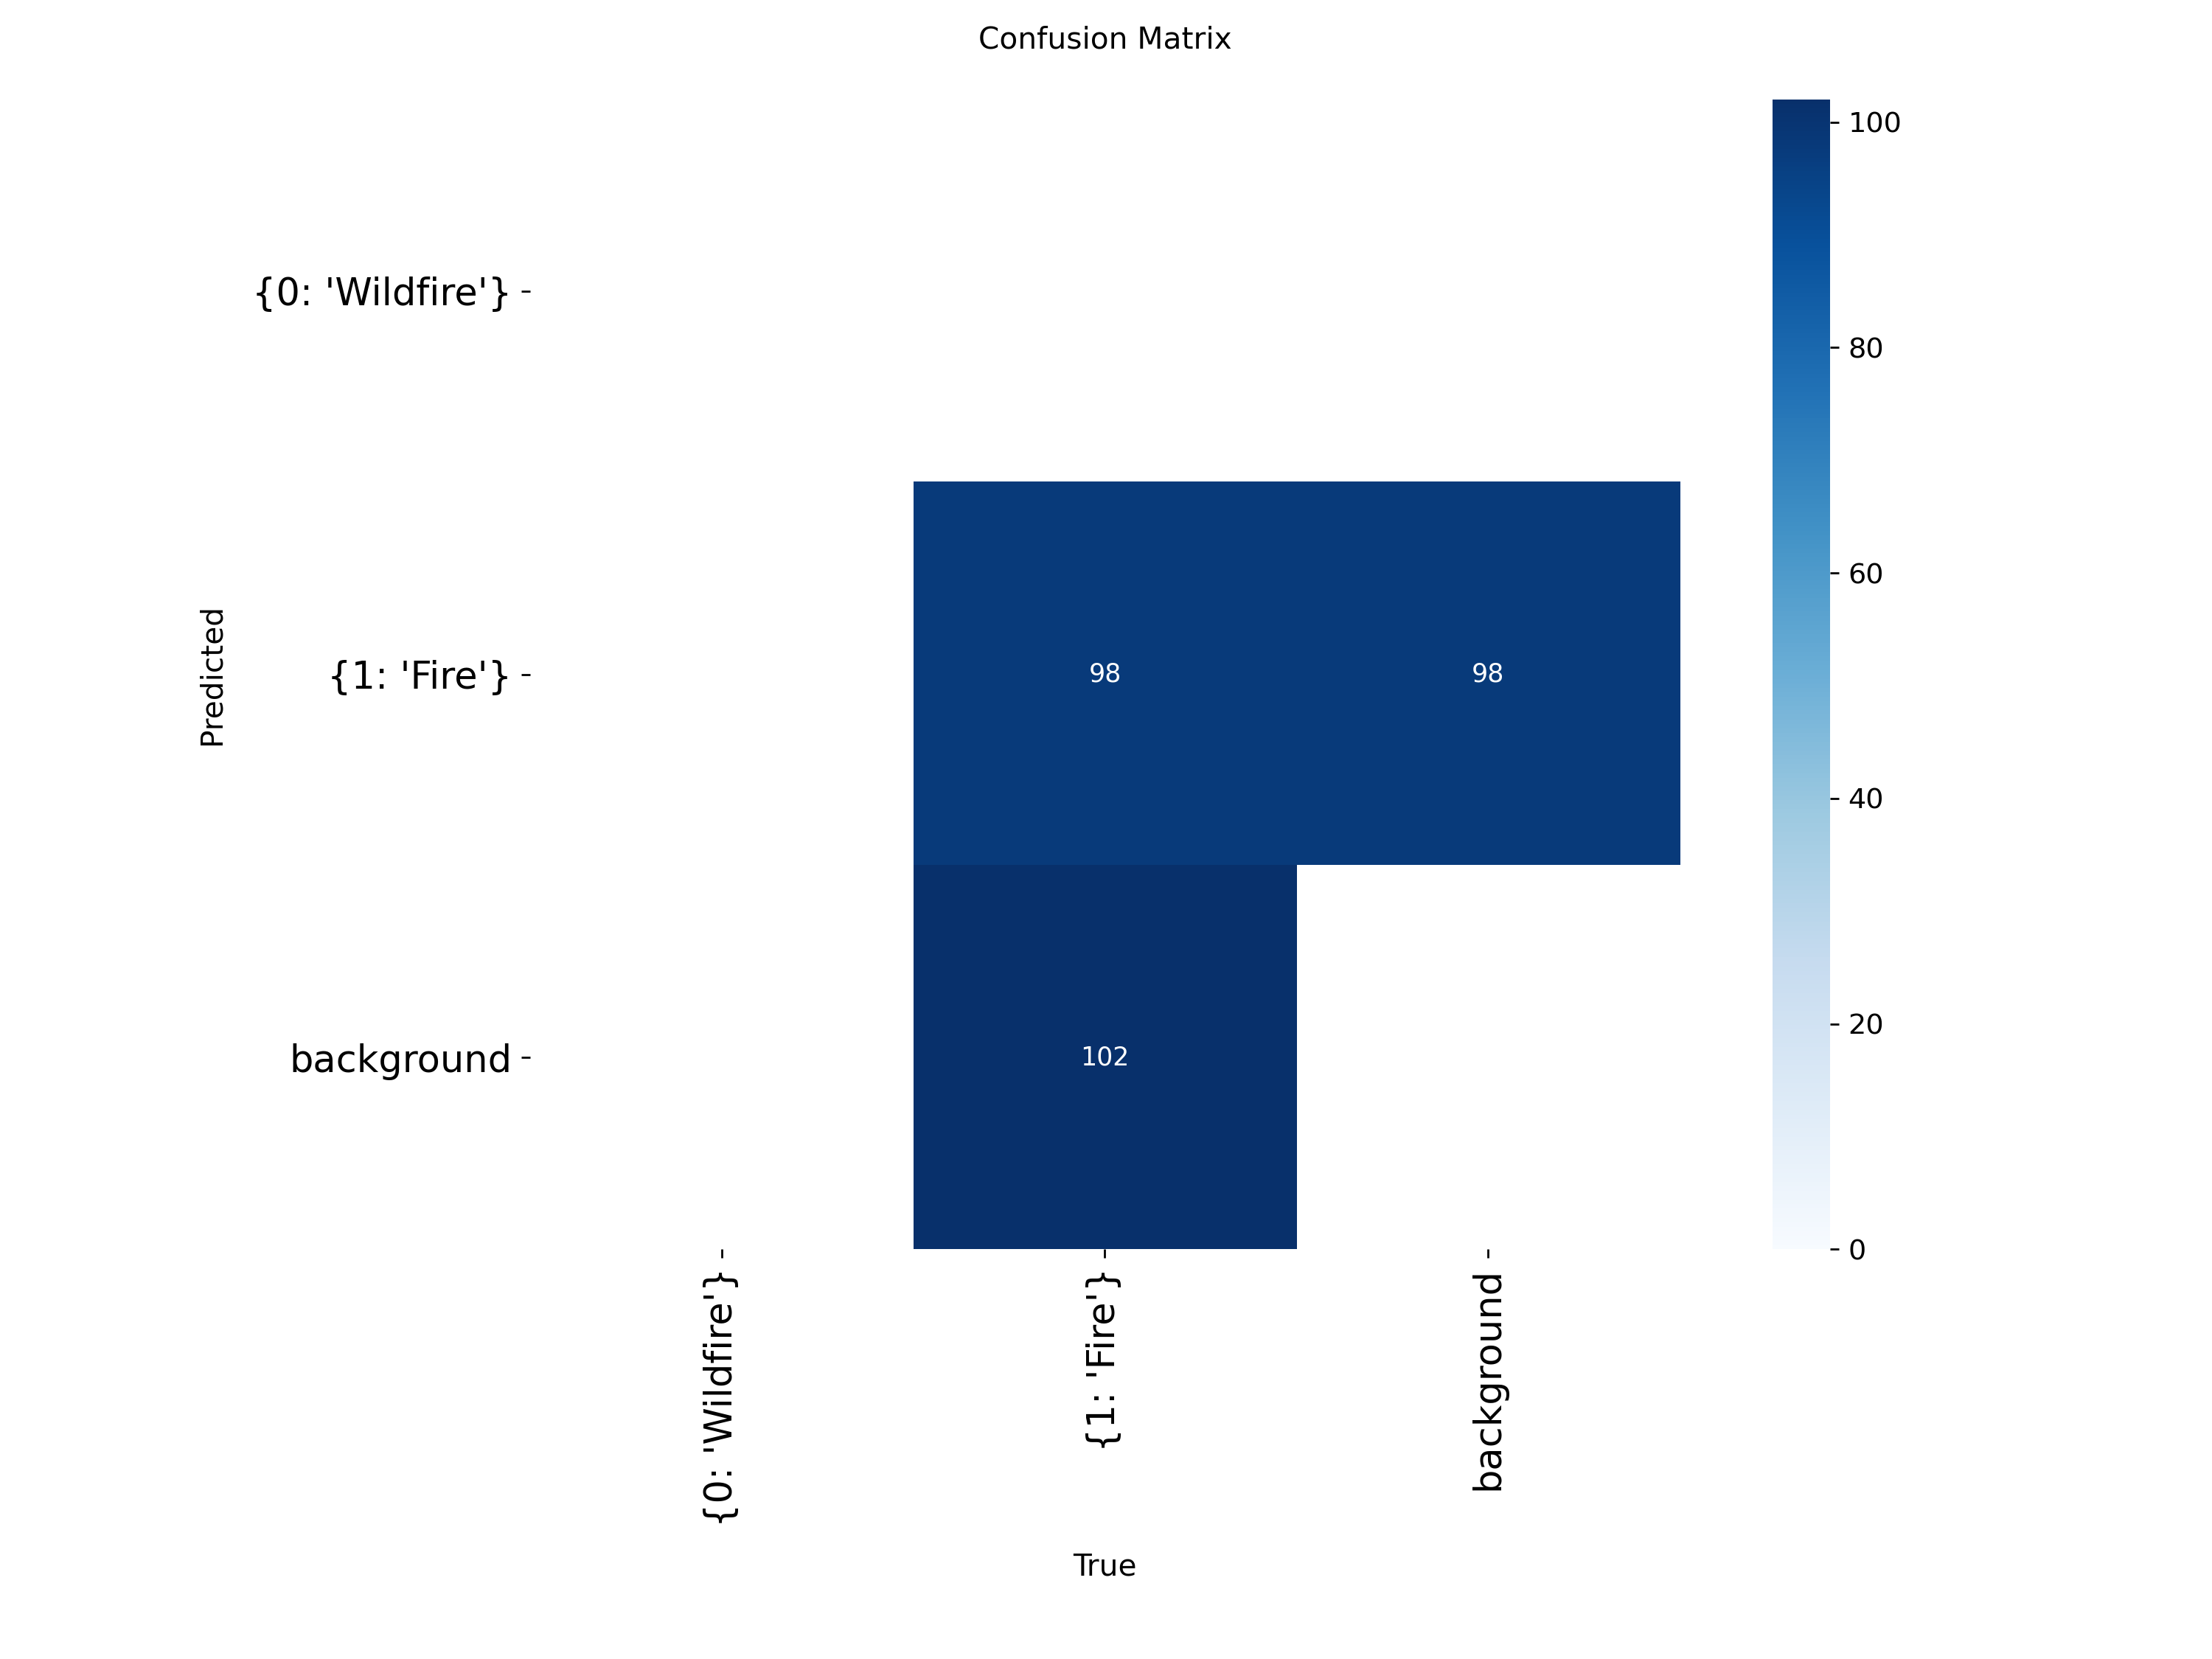 Confusion Matrix
100
{0: 'Wildfire'}
80
60
Predicted
{1: 'Fire'}
98
98
40
background
102
20
0
{0: 'Wildfire'}
{1: 'Fire'}
background
True